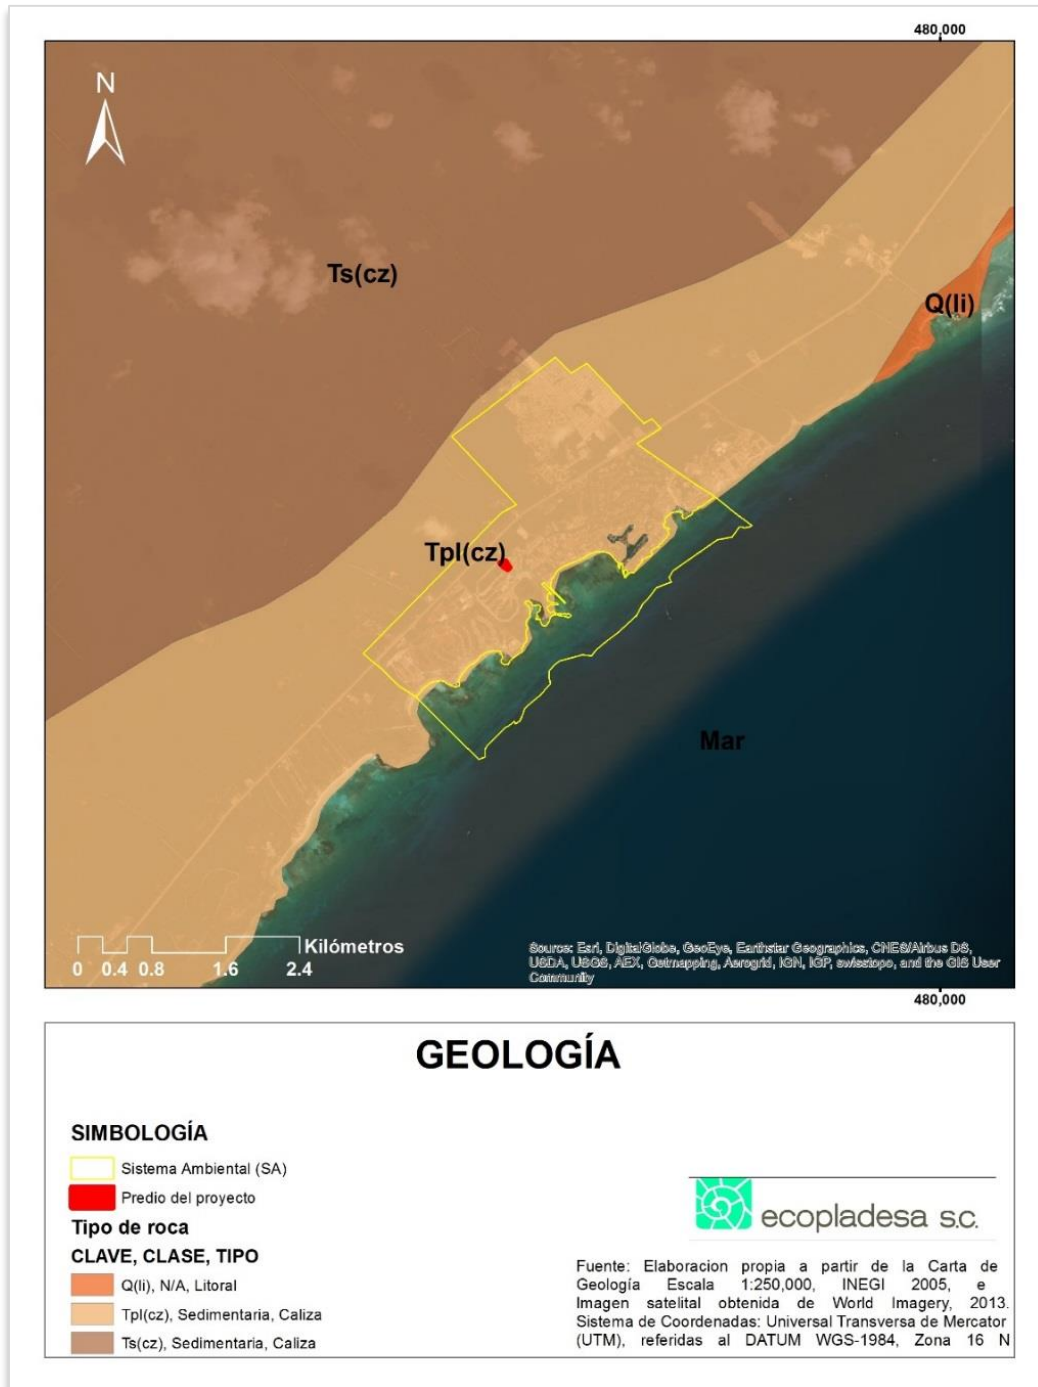 480,000
N
Ts(cz)
Q(li)
Tpl(cz)
Mar
Kilómetros
0 0.4 0.8 1.6 2.4
Source: Esri, DigitalGlobe, GeoEye, Earthstar Geographics, CNES/Airbus DS,
USDA, USGS, AEX, Getmapping, Aerogrid, IGN, IGP, swisstopo, and the GIS User
Community
480,000
GEOLOGÍA
SIMBOLOGÍA
Sistema Ambiental (SA)
Predio del proyecto
Tipo de roca
CLAVE, CLASE, TIPO
Q(li), N/A, Litoral
Tpl(cz), Sedimentaria, Caliza
Ts(cz), Sedimentaria, Caliza
ecopladesa s.c.
Fuente: Elaboracion propia a partir de la Carta de
Geología Escala 1:250,000, INEGI 2005, e
Imagen satelital obtenida de World Imagery, 2013.
Sistema de Coordenadas: Universal Transversa de Mercator
(UTM), referidas al DATUM WGS-1984, Zona 16 N